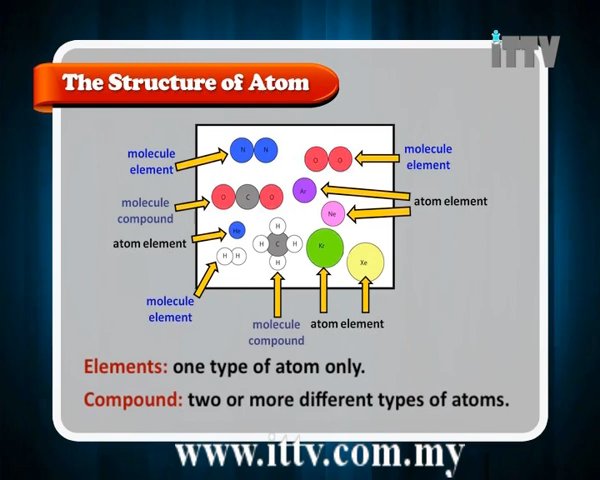 iTTV
The Structure of Atom
molecule
element
N N
O O
molecule
element
molecule
compound
O C O
Ar
atom element
Ne
atom element
He
H
H C H
H
H H
Kr
Xe
molecule
element
molecule
compound
atom element
Elements: one type of atom only.
Compound: two or more different types of atoms.
www.ittv.com.my